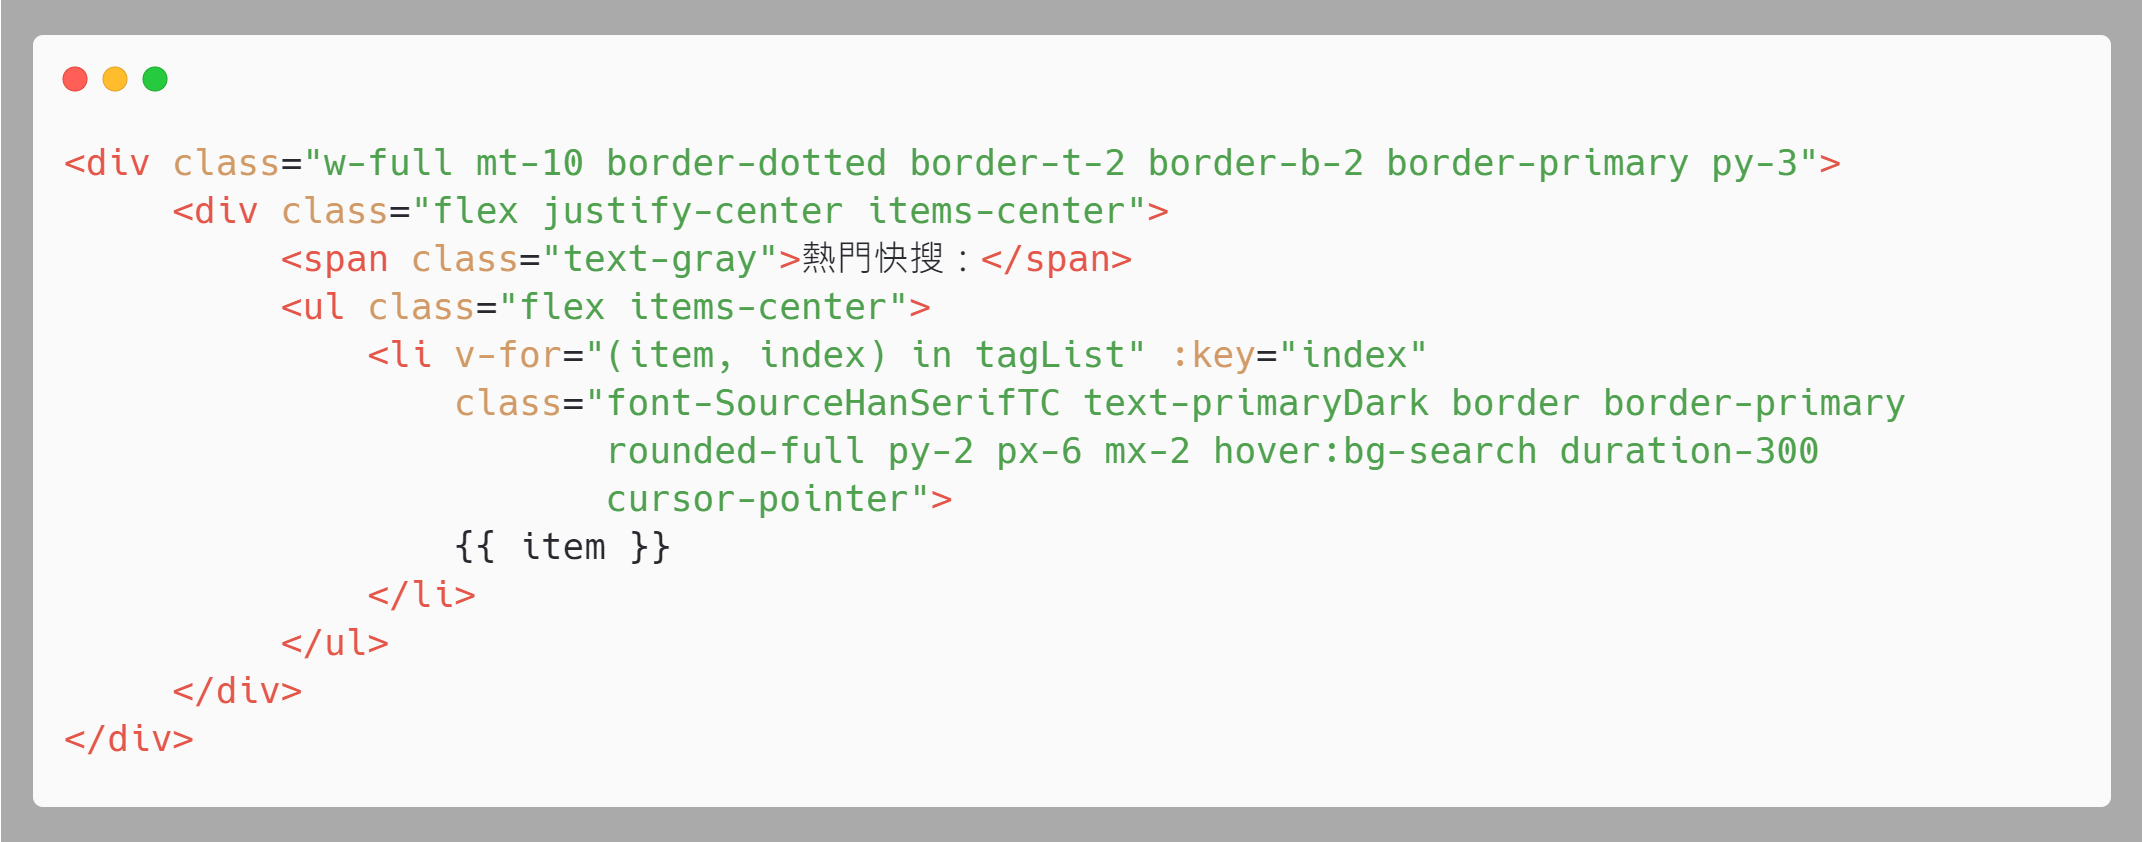 <div class="w-full mt-10 border-dotted border-t-2 border-b-2 border-primary py-3">
<div class="flex justify-center items-center">
<span class="text-gray">熱門快搜：</span>
<ul class="flex items-center">
<li v-for="(item, index) in tagList" :key="index"
class="font-SourceHanSerifTC text-primaryDark border border-primary
rounded-full py-2 px-6 mx-2 hover:bg-search duration-300
cursor-pointer">
{{ item }}
</li>
</ul>
</div>
</div>